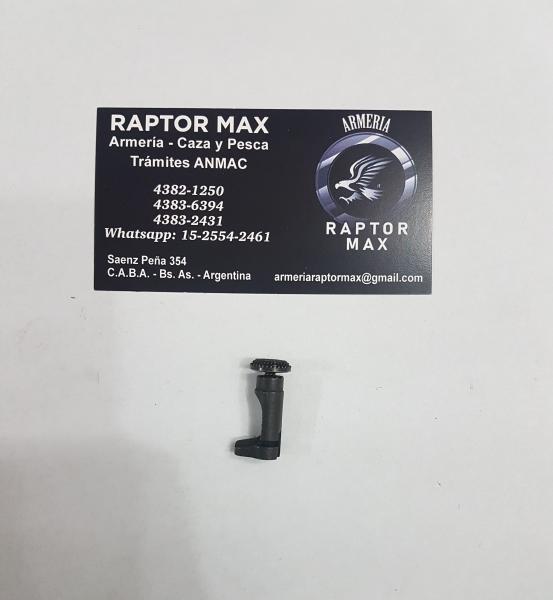 RAPTOR MAX
Armería - Caza y Pesca
Trámites ANMAC
4382-1250
4383-6394
4383-2431
Whatsapp: 15-2554-2461
Saenz Peña 354
C.A.B.A. - Bs. As. - Argentina
ARMERIA
RAPTOR
MAX
armeriaraptormax@gmail.com